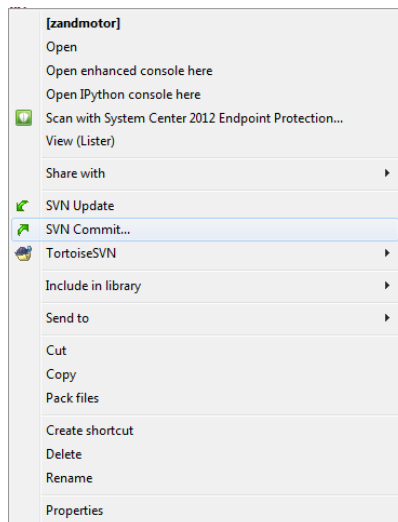 [zandmotor]
Open
Open enhanced console here
Open IPython console here
Scan with System Center 2012 Endpoint Protection...
View (Lister)
Share with
SVN Update
SVN Commit...
TortoiseSVN
Include in library
Send to
Cut
Copy
Pack files
Create shortcut
Delete
Rename
Properties